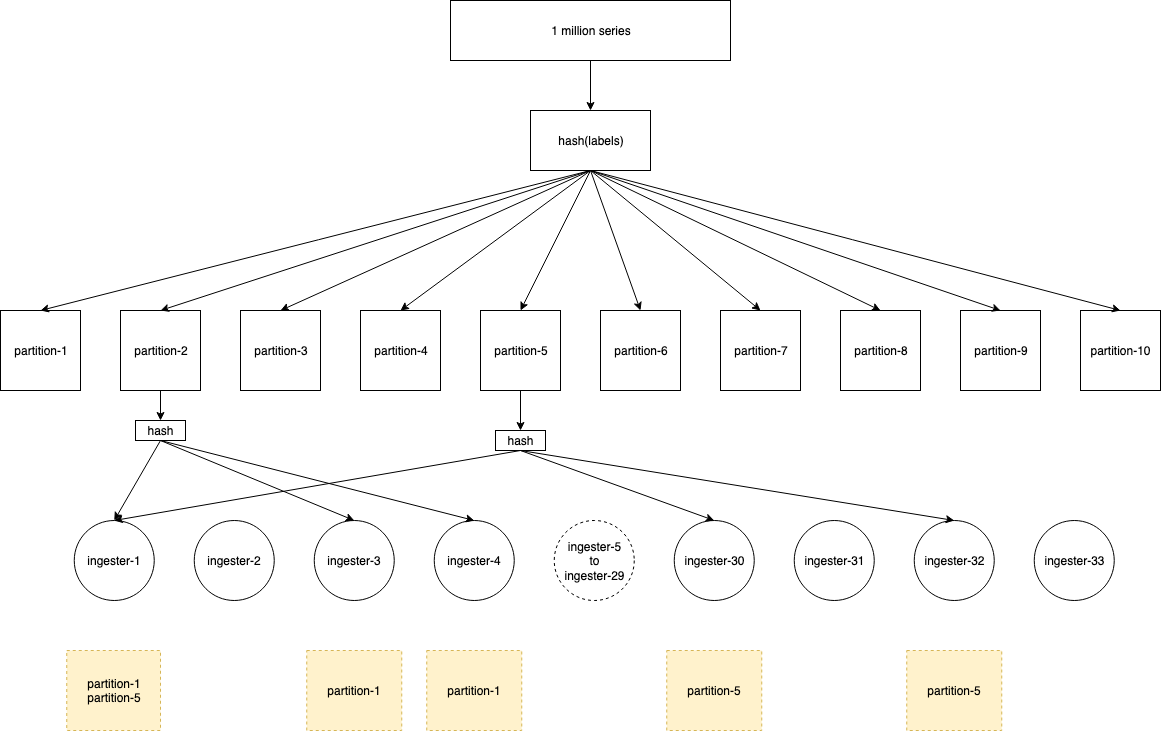 1 million series
hash(labels)
partition-1
partition-2
partition-3
partition-4
partition-5
partition-6
partition-7
partition-8
partition-9
partition-10
hash
hash
ingester-1
ingester-2
ingester-3
ingester-4
ingester-5
to
ingester-29
ingester-30
ingester-31
ingester-32
ingester-33
partition-1
partition-5
partition-1
partition-1
partition-5
partition-5